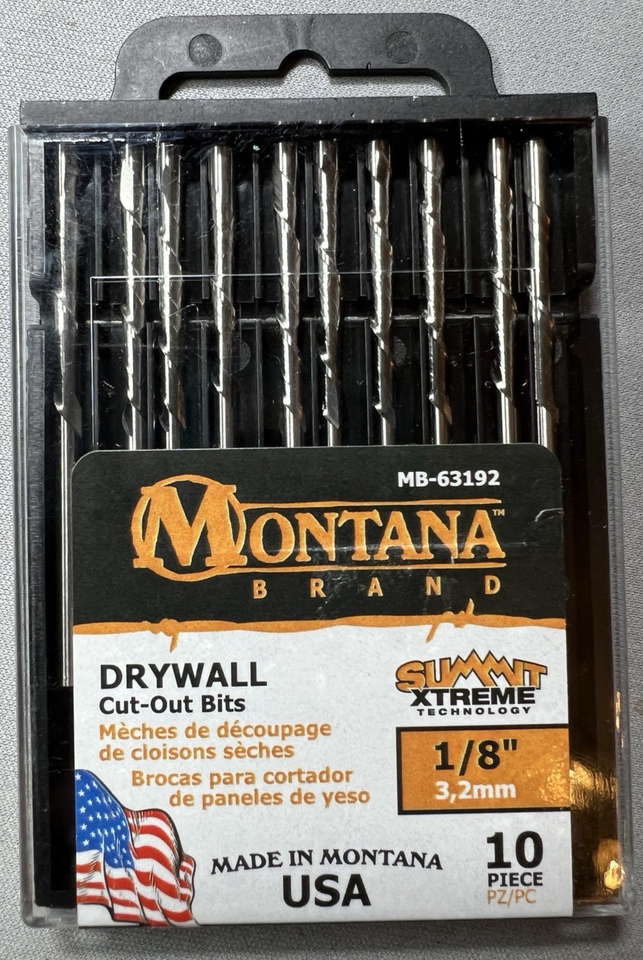 MB-63192
MONTANA™
BRAND
DRYWALL
Cut-Out Bits
Mèches de découpage
de cloisons sèches
Brocas para cortador
de paneles de yeso
SUMMIT
XTREME
TECHNOLOGY
1/8"
3,2mm
MADE IN MONTANA
USA
10
PIECE
PZ/PC